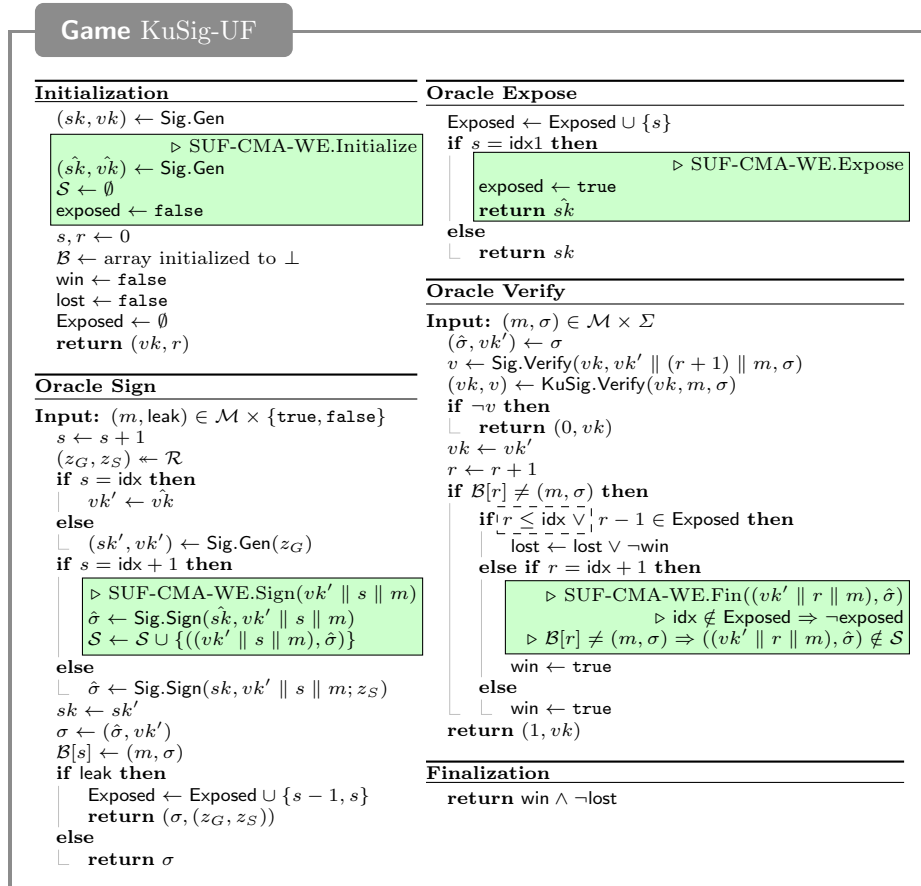 Game KuSig-UF
Initialization
(sk, vk) ← Sig.Gen
▷ SUF-CMA-WE.Initialize
(ŝk, v̂k) ← Sig.Gen
𝒮 ← ∅
exposed ← false
s, r ← 0
ℬ ← array initialized to ⊥
win ← false
lost ← false
Exposed ← ∅
return (vk, r)
Oracle Sign
Input: (m, leak) ∈ ℳ × {true, false}
s ← s + 1
(z_G, z_S) ↞ ℛ
if s = idx then
vk′ ← v̂k
else
(sk′, vk′) ← Sig.Gen(z_G)
if s = idx + 1 then
▷ SUF-CMA-WE.Sign(vk′ ∥ s ∥ m)
σ̂ ← Sig.Sign(ŝk, vk′ ∥ s ∥ m)
𝒮 ← 𝒮 ∪ {((vk′ ∥ s ∥ m), σ̂)}
else
σ̂ ← Sig.Sign(sk, vk′ ∥ s ∥ m; z_S)
sk ← sk′
σ ← (σ̂, vk′)
ℬ[s] ← (m, σ)
if leak then
Exposed ← Exposed ∪ {s − 1, s}
return (σ, (z_G, z_S))
else
return σ
Oracle Expose
Exposed ← Exposed ∪ {s}
if s = idx1 then
▷ SUF-CMA-WE.Expose
exposed ← true
return ŝk
else
return sk
Oracle Verify
Input: (m, σ) ∈ ℳ × Σ
(σ̂, vk′) ← σ
v ← Sig.Verify(vk, vk′ ∥ (r + 1) ∥ m, σ)
(vk, v) ← KuSig.Verify(vk, m, σ)
if ¬v then
return (0, vk)
vk ← vk′
r ← r + 1
if ℬ[r] ≠ (m, σ) then
if r ≤ idx ∨ r − 1 ∈ Exposed then
lost ← lost ∨ ¬win
else if r = idx + 1 then
▷ SUF-CMA-WE.Fin((vk′ ∥ r ∥ m), σ̂)
▷ idx ∉ Exposed ⇒ ¬exposed
▷ ℬ[r] ≠ (m, σ) ⇒ ((vk′ ∥ r ∥ m), σ̂) ∉ 𝒮
win ← true
else
win ← true
return (1, vk)
Finalization
return win ∧ ¬lost